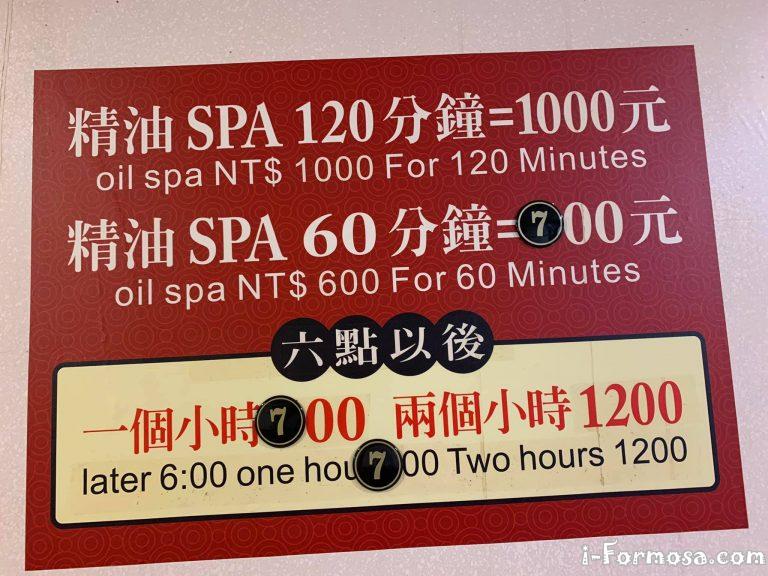 精油 SPA 120 分鐘=1000元
oil spa NT$ 1000 For 120 Minutes
精油 SPA 60 分鐘=700元
oil spa NT$ 600 For 60 Minutes
六點以後
一個小時700 兩個小時1200
later 6:00 one hou 700 Two hours 1200
i-Formosa.com